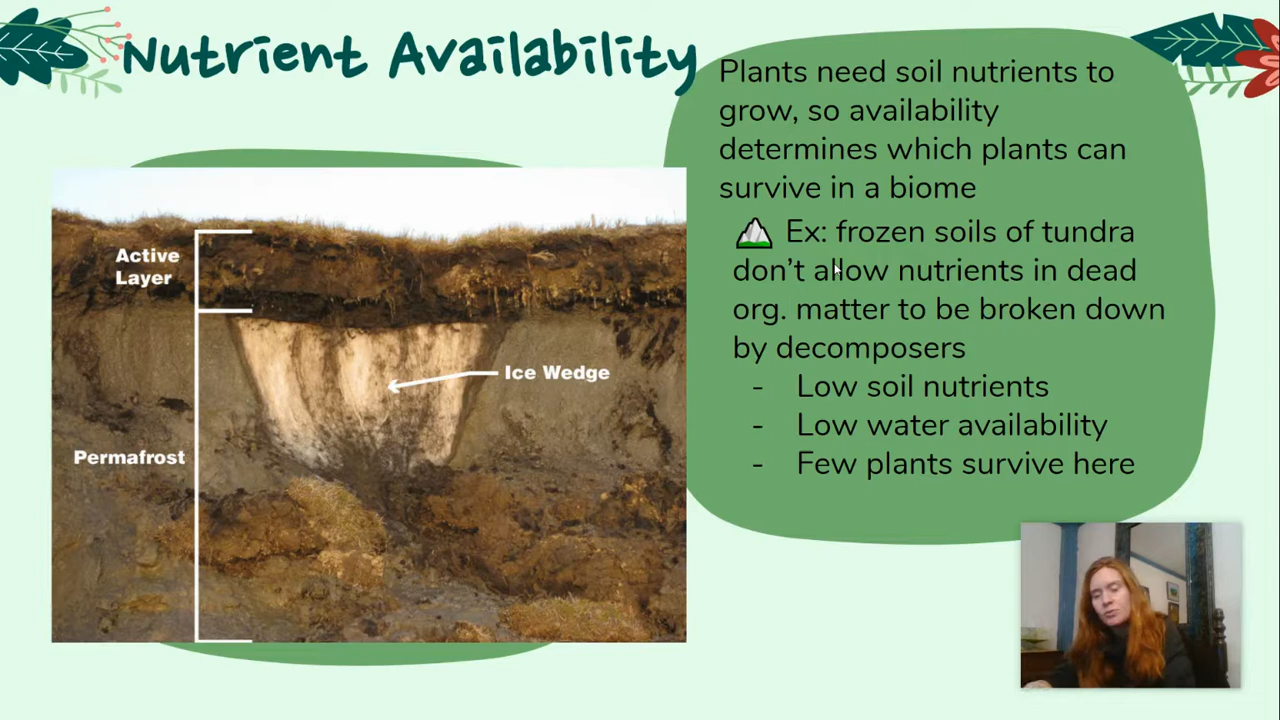 Nutrient Availability
Plants need soil nutrients to
grow, so availability
determines which plants can
survive in a biome
Ex: frozen soils of tundra
don't allow nutrients in dead
org. matter to be broken down
by decomposers
- Low soil nutrients
- Low water availability
- Few plants survive here
Active
Layer
Ice Wedge
Permafrost